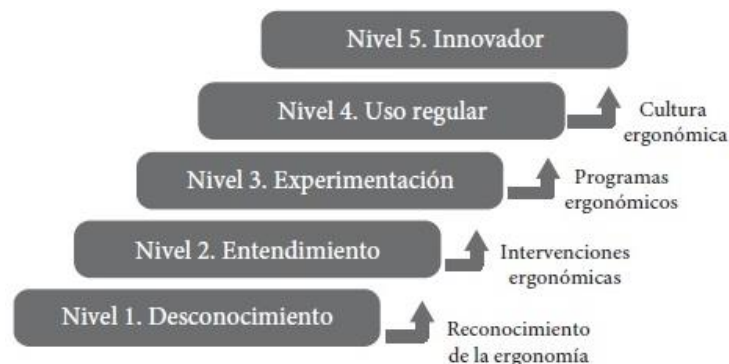 Nivel 5. Innovador
Nivel 4. Uso regular
Cultura
ergonómica
Nivel 3. Experimentación
Programas
ergonómicos
Nivel 2. Entendimiento
Intervenciones
ergonómicas
Nivel 1. Desconocimiento
Reconocimiento
de la ergonomía